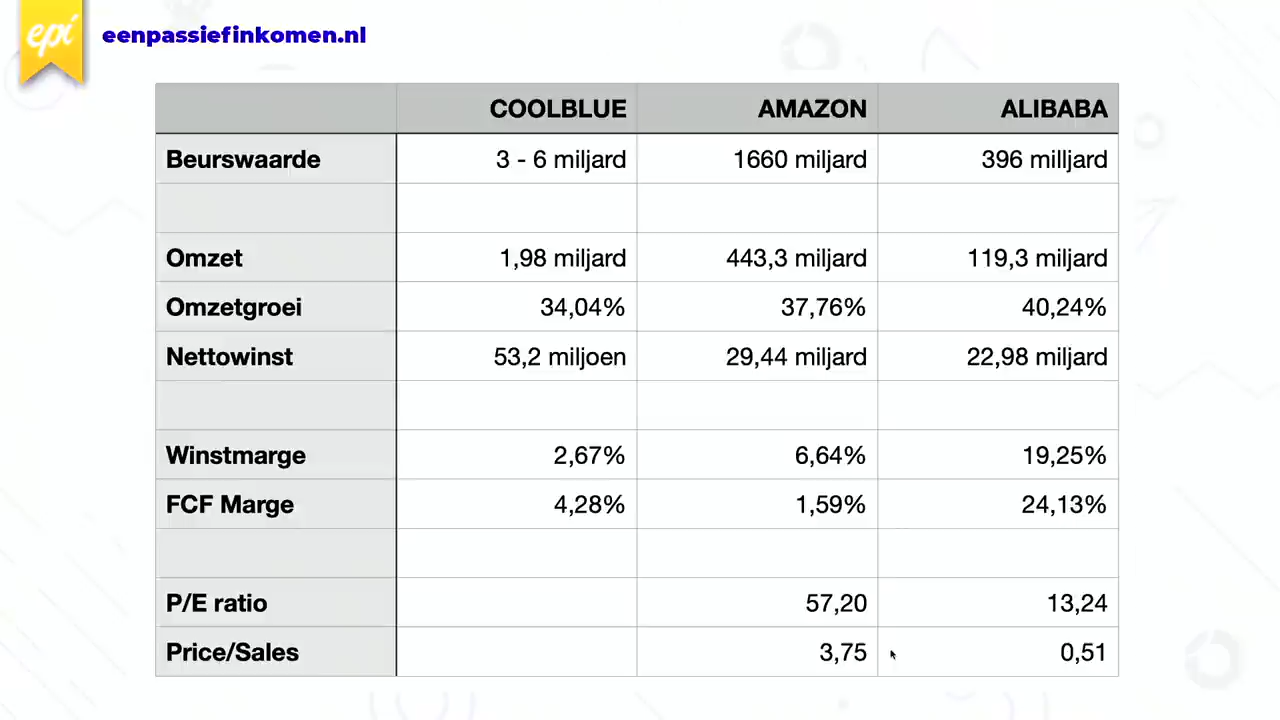 epi
eenpassiefinkomen.nl
COOLBLUE AMAZON ALIBABA
Beurswaarde 3 - 6 miljard 1660 miljard 396 milljard
Omzet 1,98 miljard 443,3 miljard 119,3 miljard
Omzetgroei 34,04% 37,76% 40,24%
Nettowinst 53,2 miljoen 29,44 miljard 22,98 miljard
Winstmarge 2,67% 6,64% 19,25%
FCF Marge 4,28% 1,59% 24,13%
P/E ratio 57,20 13,24
Price/Sales 3,75 0,51